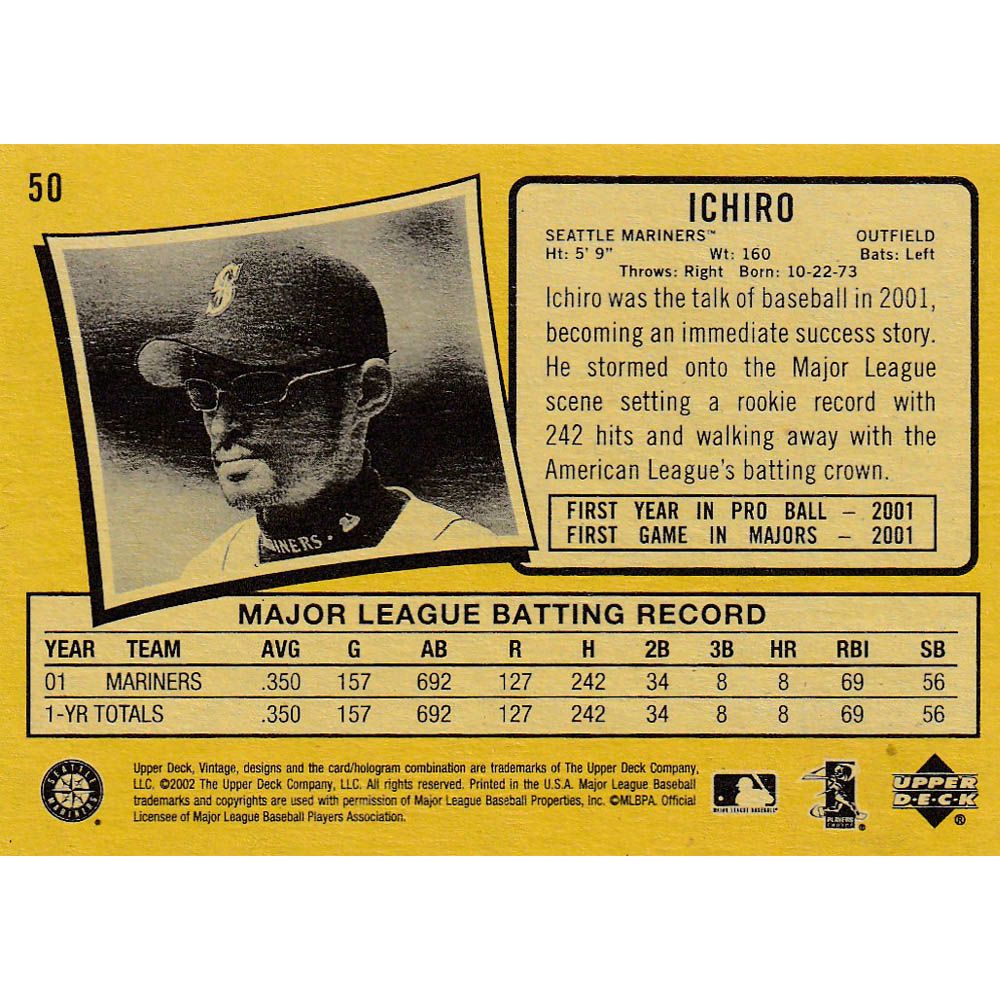 50
ICHIRO
SEATTLE MARINERS™ OUTFIELD
Ht: 5' 9" Wt: 160 Bats: Left
Throws: Right Born: 10-22-73
Ichiro was the talk of baseball in 2001,
becoming an immediate success story.
He stormed onto the Major League
scene setting a rookie record with
242 hits and walking away with the
American League's batting crown.
FIRST YEAR IN PRO BALL – 2001
FIRST GAME IN MAJORS – 2001
S
INERS •
MAJOR LEAGUE BATTING RECORD
YEAR TEAM AVG G AB R H 2B 3B HR RBI SB
01 MARINERS .350 157 692 127 242 34 8 8 69 56
1-YR TOTALS .350 157 692 127 242 34 8 8 69 56
SEATTLE MARINERS
Upper Deck, Vintage, designs and the card/hologram combination are trademarks of The Upper Deck Company,
LLC. ©2002 The Upper Deck Company, LLC. All rights reserved. Printed in the U.S.A. Major League Baseball
trademarks and copyrights are used with permission of Major League Baseball Properties, Inc. ©MLBPA. Official
Licensee of Major League Baseball Players Association.
MAJOR LEAGUE BASEBALL
PLAYERS CHOICE ®
UPPER DECK ®